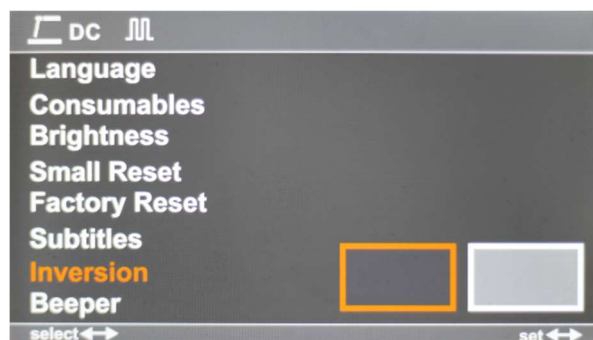 DC
Language
Consumables
Brightness
Small Reset
Factory Reset
Subtitles
Inversion
Beeper
select
set